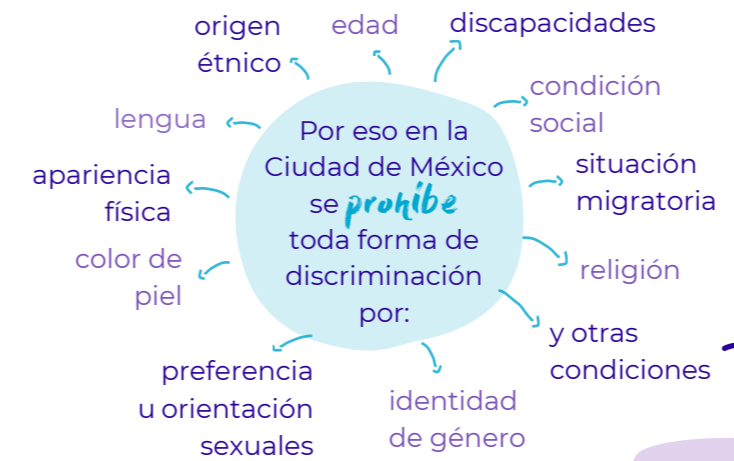 Por eso en la
Ciudad de México
se prohíbe
toda forma de
discriminación
por:
origen
étnico
edad
discapacidades
condición
social
situación
migratoria
religión
y otras
condiciones
identidad
de género
preferencia
u orientación
sexuales
color de
piel
apariencia
física
lengua